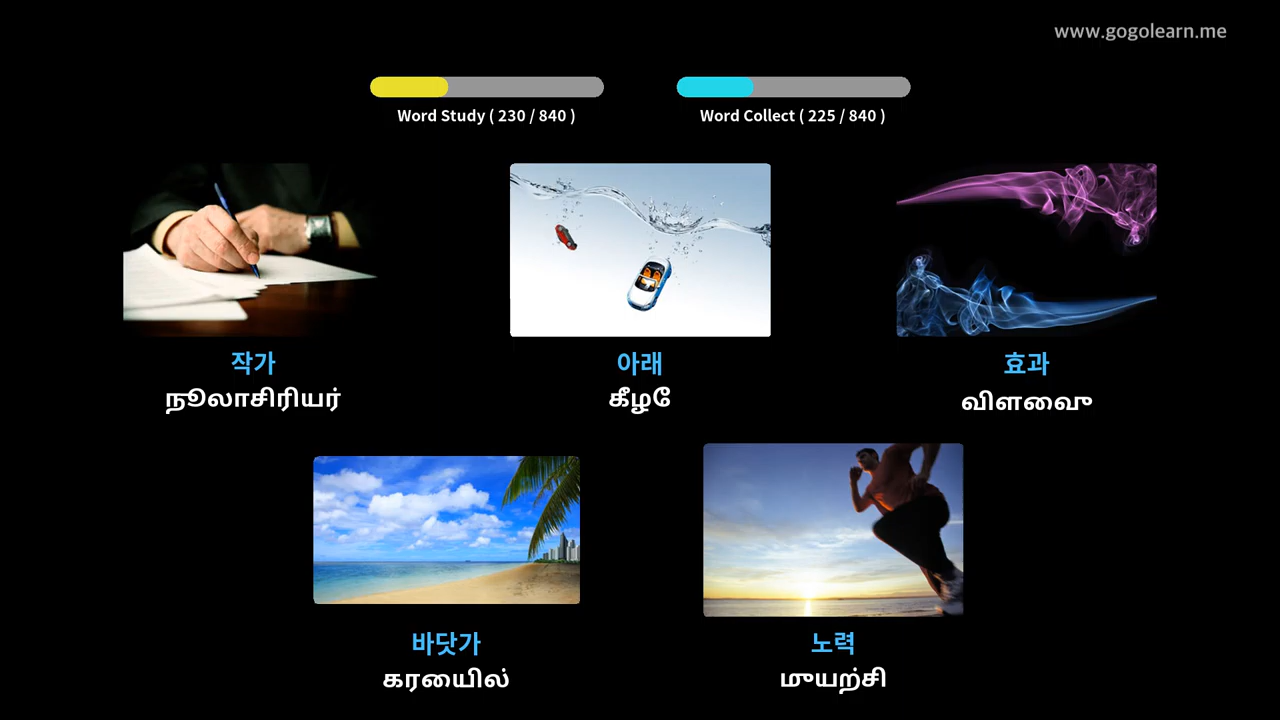 www.gogolearn.me
Word Study ( 230 / 840 )
Word Collect ( 225 / 840 )
작가
நூலாசிரியர்
아래
கீழே
효과
விளைவு
바닷가
கரையில்
노력
முயற்சி